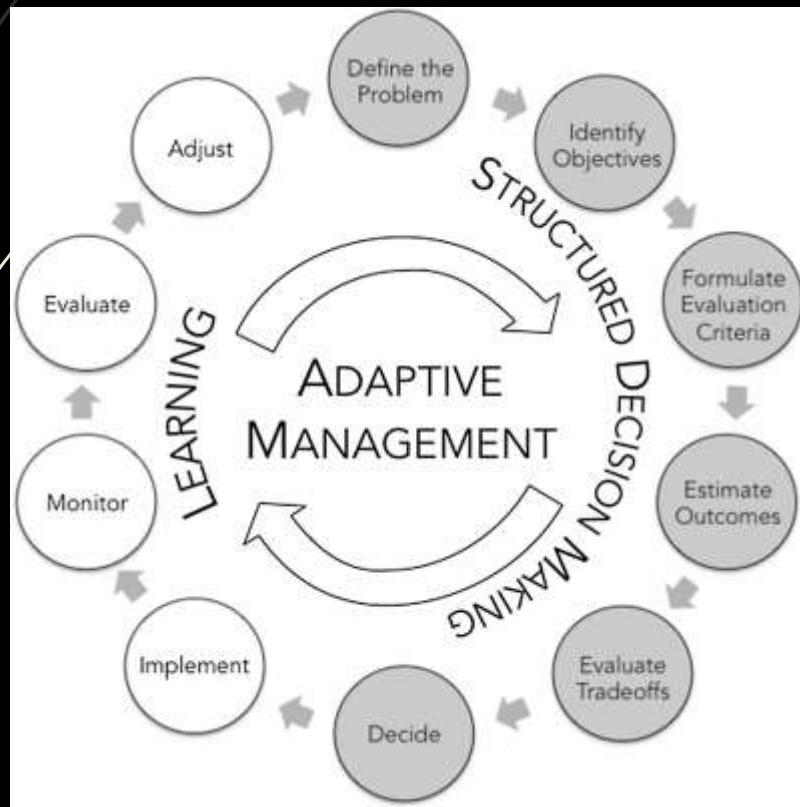 Define the
Problem
Identify
Objectives
Formulate
Evaluation
Criteria
Estimate
Outcomes
Evaluate
Tradeoffs
Decide
Implement
Monitor
Evaluate
Adjust
STRUCTURED DECISION MAKING
LEARNING
ADAPTIVE
MANAGEMENT